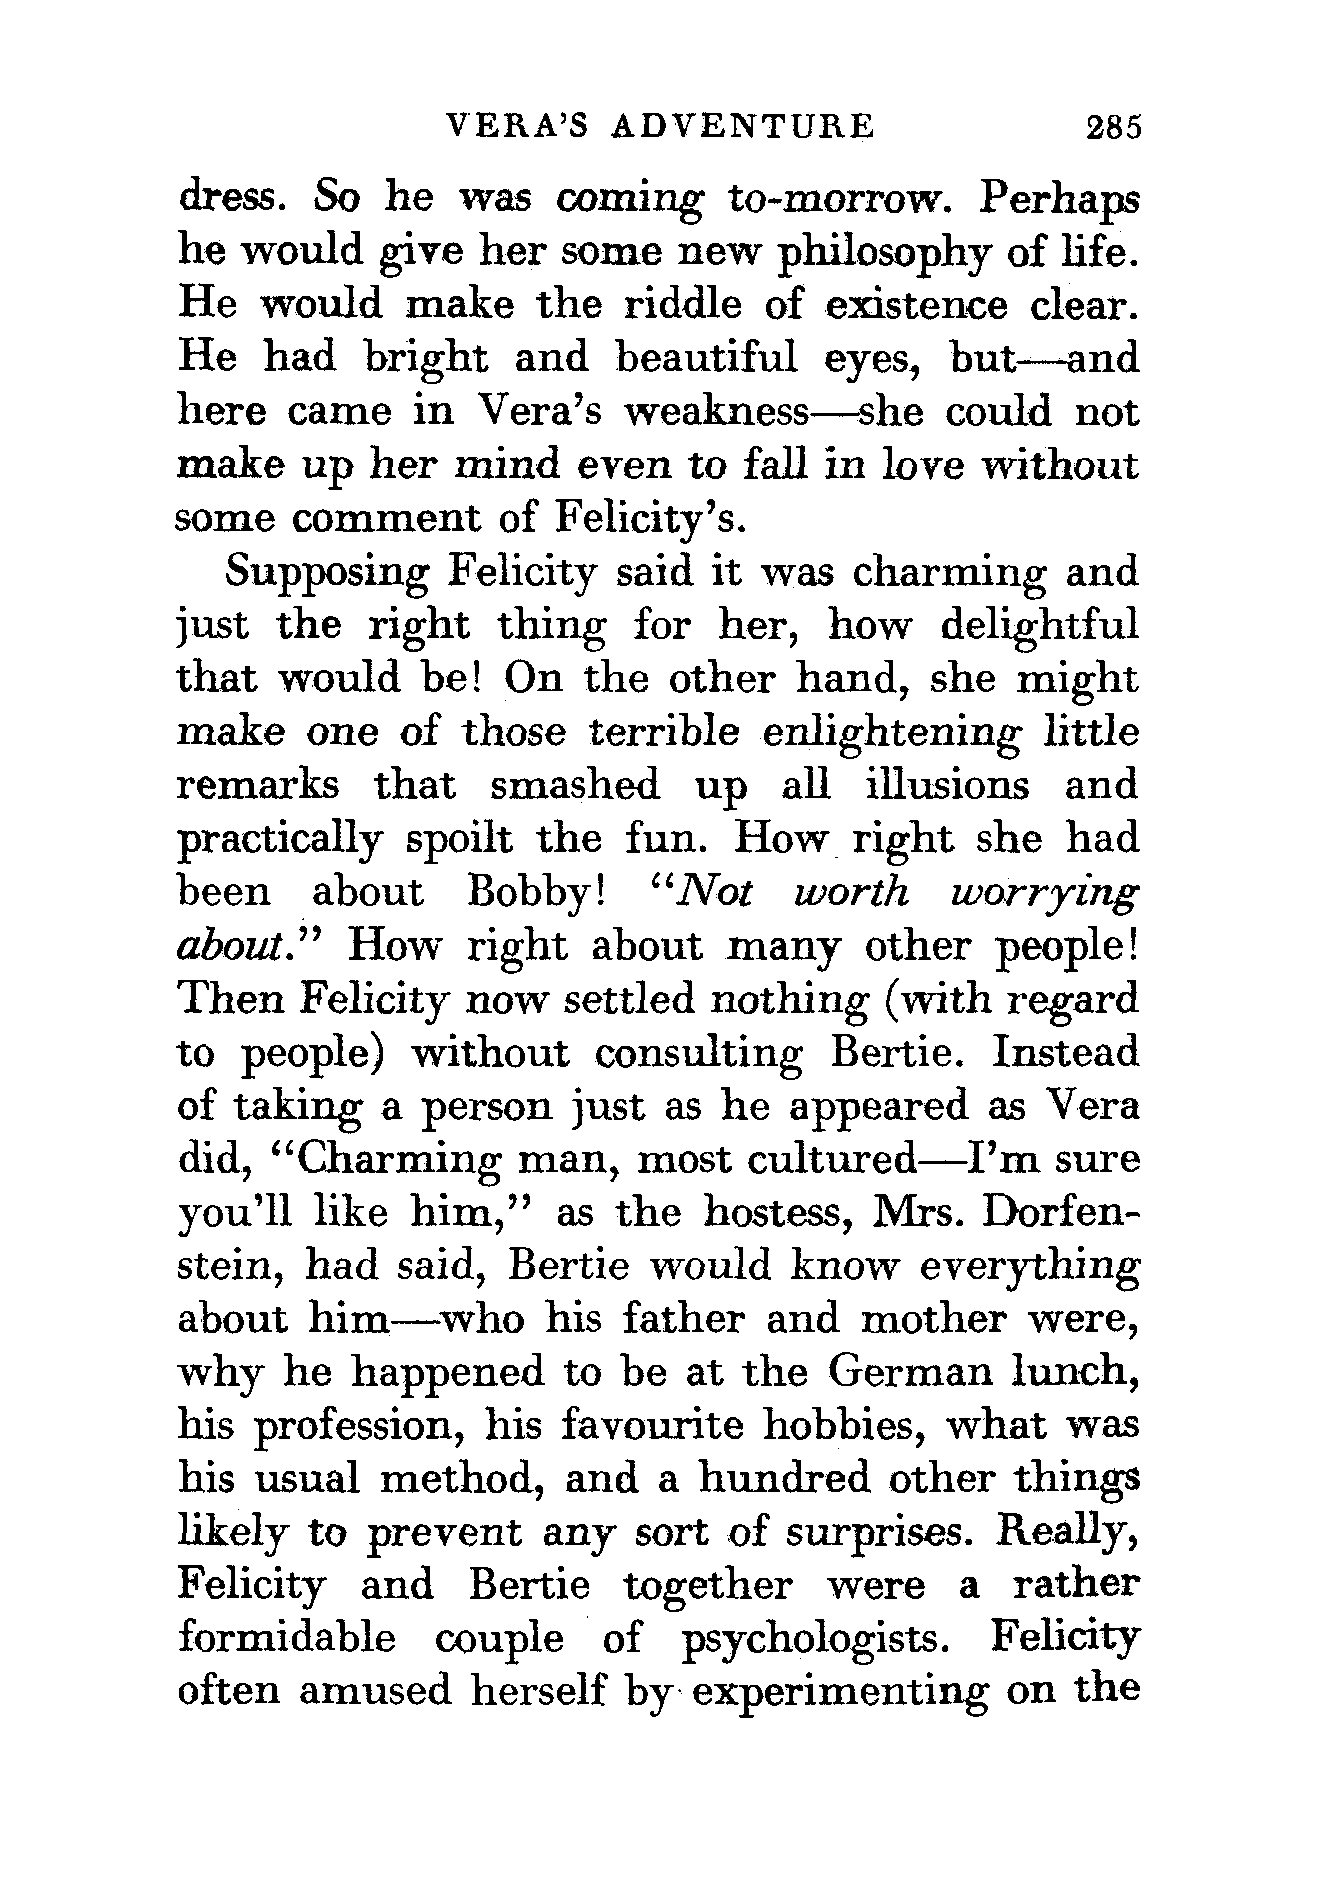 VERA'S ADVENTURE 285
dress. So he was coming to-morrow. Perhaps
he would give her some new philosophy of life.
He would make the riddle of existence clear.
He had bright and beautiful eyes, but—and
here came in Vera's weakness—she could not
make up her mind even to fall in love without
some comment of Felicity's.
Supposing Felicity said it was charming and
just the right thing for her, how delightful
that would be! On the other hand, she might
make one of those terrible enlightening little
remarks that smashed up all illusions and
practically spoilt the fun. How right she had
been about Bobby! "Not worth worrying
about." How right about many other people!
Then Felicity now settled nothing (with regard
to people) without consulting Bertie. Instead
of taking a person just as he appeared as Vera
did, "Charming man, most cultured—I'm sure
you'll like him," as the hostess, Mrs. Dorfen-
stein, had said, Bertie would know everything
about him—who his father and mother were,
why he happened to be at the German lunch,
his profession, his favourite hobbies, what was
his usual method, and a hundred other things
likely to prevent any sort of surprises. Really,
Felicity and Bertie together were a rather
formidable couple of psychologists. Felicity
often amused herself by experimenting on the